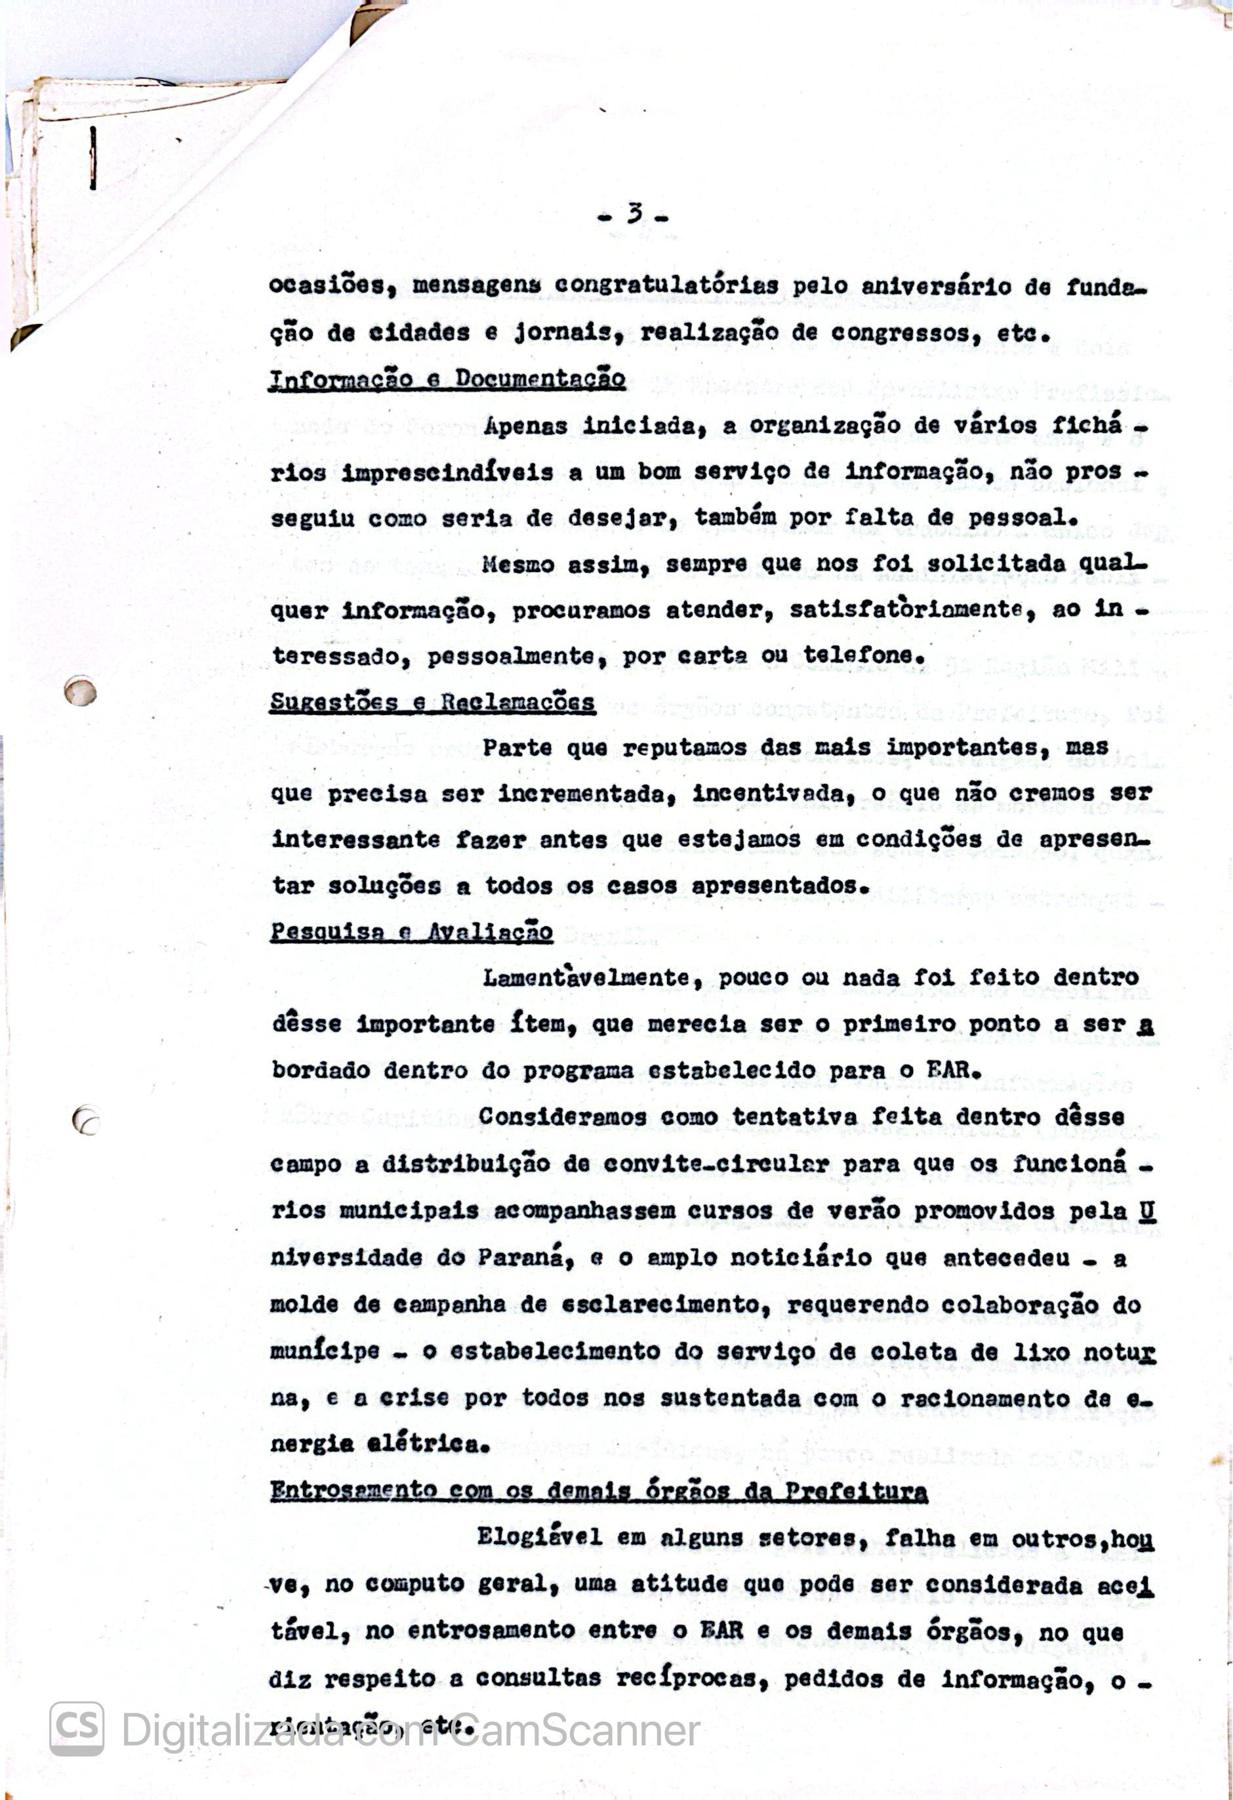 - 3 -
ocasiões, mensagens congratulatórias pelo aniversário de funda-
ção de cidades e jornais, realização de congressos, etc.
Informação e Documentação
Apenas iniciada, a organização de vários fichá -
rios imprescindíveis a um bom serviço de informação, não pros -
seguiu como seria de desejar, também por falta de pessoal.
Mesmo assim, sempre que nos foi solicitada qual-
quer informação, procuramos atender, satisfatòriamente, ao in -
teressado, pessoalmente, por carta ou telefone.
Sugestões e Reclamações
Parte que reputamos das mais importantes, mas
que precisa ser incrementada, incentivada, o que não cremos ser
interessante fazer antes que estejamos em condições de apresen-
tar soluções a todos os casos apresentados.
Pesquisa e Avaliação
Lamentàvelmente, pouco ou nada foi feito dentro
dêsse importante ítem, que merecia ser o primeiro ponto a ser a
bordado dentro do programa estabelecido para o EAR.
Consideramos como tentativa feita dentro dêsse
campo a distribuição de convite-circular para que os funcioná -
rios municipais acompanhassem cursos de verão promovidos pela U
niversidade do Paraná, e o amplo noticiário que antecedeu - a
molde de campanha de esclarecimento, requerendo colaboração do
munícipe - o estabelecimento do serviço de coleta de lixo notur
na, e a crise por todos nos sustentada com o racionamento de e-
nergia elétrica.
Entrosamento com os demais órgãos da Prefeitura
Elogiável em alguns setores, falha em outros,hou
-ve, no computo geral, uma atitude que pode ser considerada acei
tável, no entrosamento entre o EAR e os demais órgãos, no que
diz respeito a consultas recíprocas, pedidos de informação, o -
rientação, etc.
CS Digitalizada com CamScanner